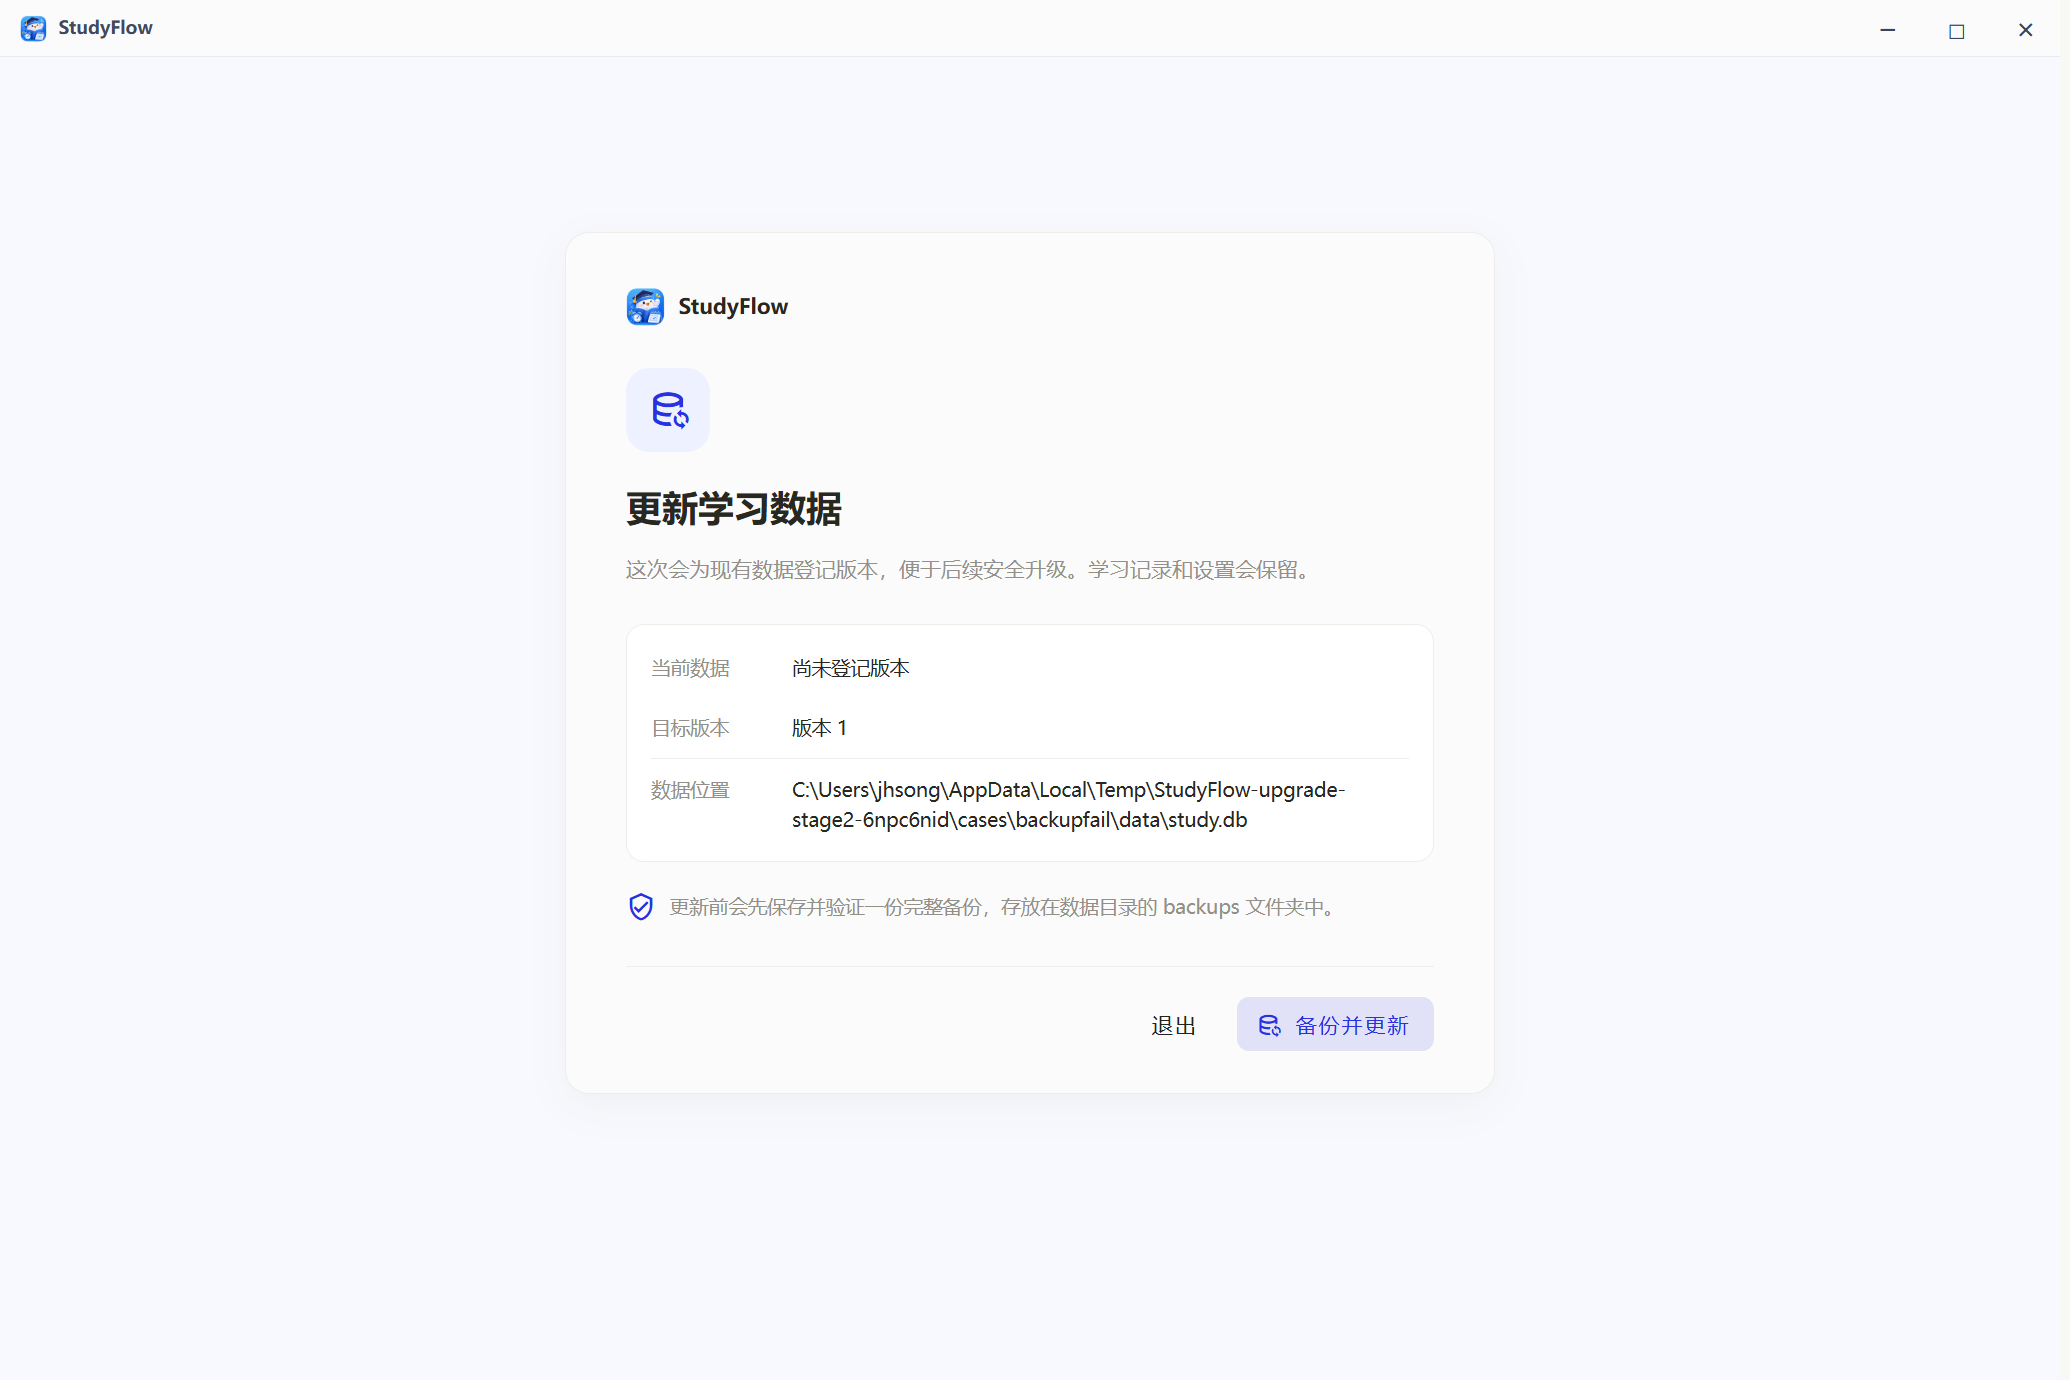 StudyFlow
StudyFlow
更新学习数据
这次会为现有数据登记版本，便于后续安全升级。学习记录和设置会保留。
当前数据 尚未登记版本
目标版本 版本 1
数据位置 C:\Users\jhsong\AppData\Local\Temp\StudyFlow-upgrade-
stage2-6npc6nid\cases\backupfail\data\study.db
更新前会先保存并验证一份完整备份，存放在数据目录的 backups 文件夹中。
退出 备份并更新